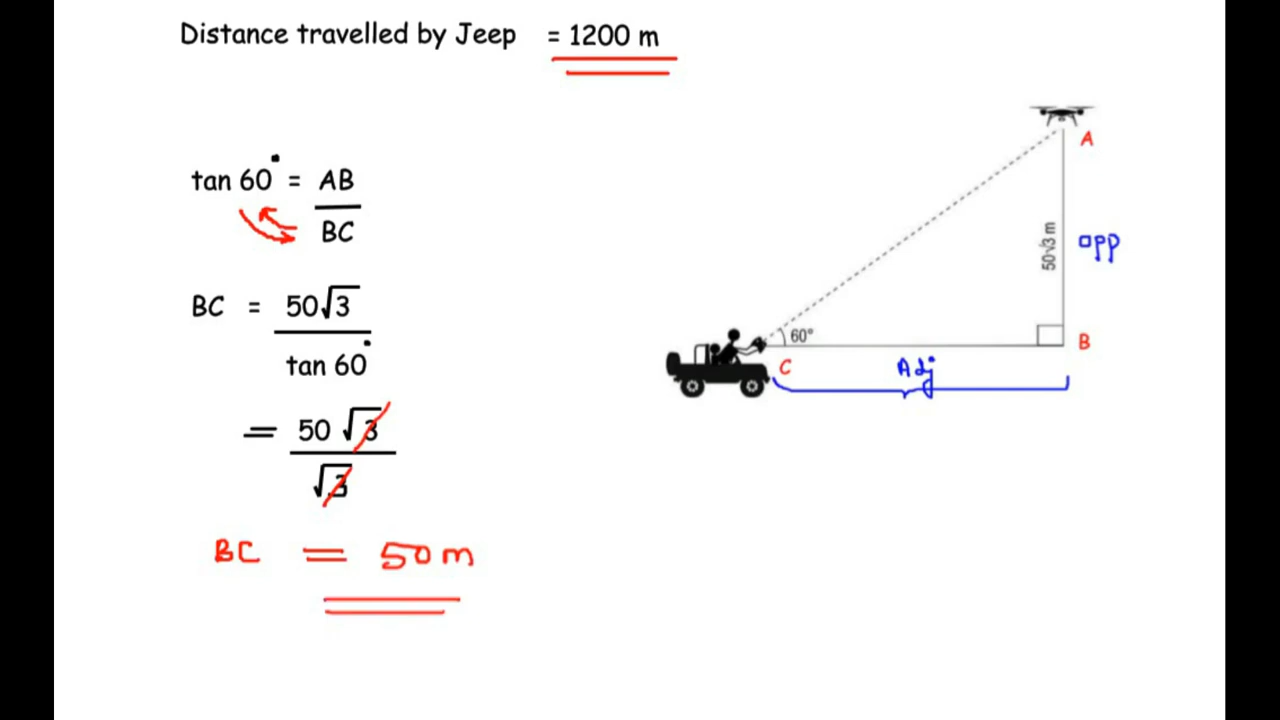 Distance travelled by Jeep = 1200 m
tan 60° = AB
BC
BC = 50√3
tan 60°
= 50 √3
√3
BC = 50 m
A
50√3 m
opp
60°
B
C
Adj